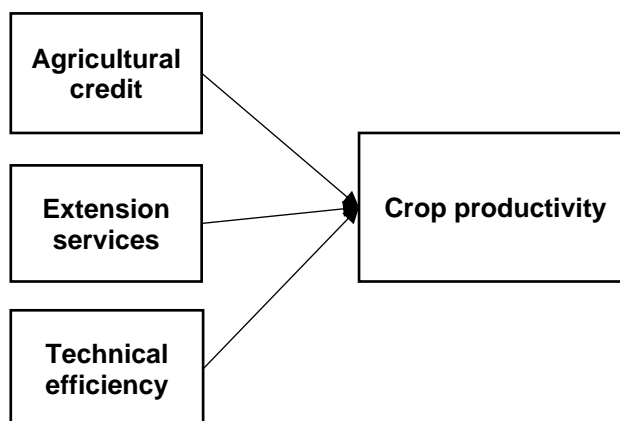 Agricultural
credit
Extension
services
Crop productivity
Technical
efficiency